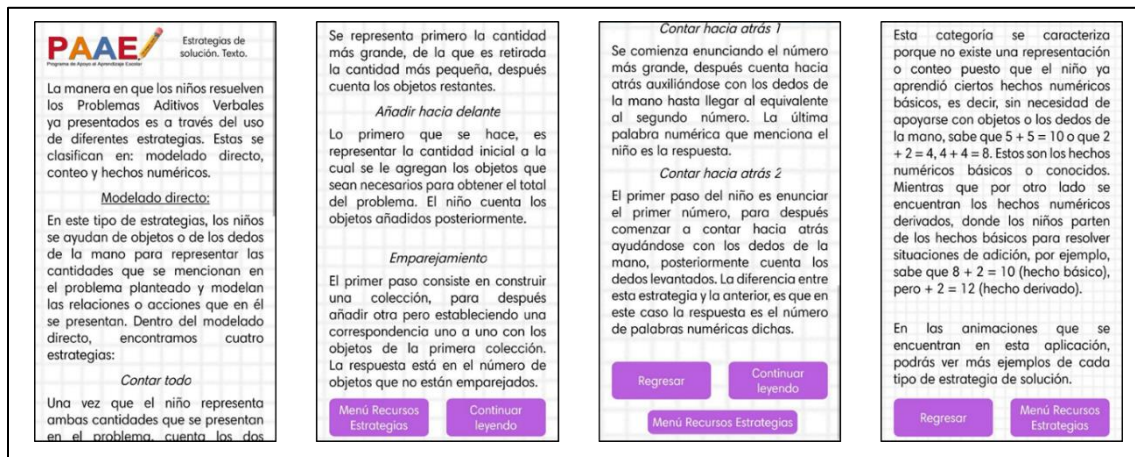 PAAE
Programa de Apoyo al Aprendizaje Escolar
Estrategias de
solución. Texto.
La manera en que los niños resuelven
los Problemas Aditivos Verbales
ya presentados es a través del uso
de diferentes estrategias. Estas se
clasifican en: modelado directo,
conteo y hechos numéricos.
Modelado directo:
En este tipo de estrategias, los niños
se ayudan de objetos o de los dedos
de la mano para representar las
cantidades que se mencionan en
el problema planteado y modelan
las relaciones o acciones que en él
se presentan. Dentro del modelado
directo, encontramos cuatro
estrategias:
Contar todo
Una vez que el niño representa
ambas cantidades que se presentan
en el problema, cuenta los dos
Se representa primero la cantidad
más grande, de la que es retirada
la cantidad más pequeña, después
cuenta los objetos restantes.
Añadir hacia delante
Lo primero que se hace, es
representar la cantidad inicial a la
cual se le agregan los objetos que
sean necesarios para obtener el total
del problema. El niño cuenta los
objetos añadidos posteriormente.
Emparejamiento
El primer paso consiste en construir
una colección, para después
añadir otra pero estableciendo una
correspondencia uno a uno con los
objetos de la primera colección.
La respuesta está en el número de
objetos que no están emparejados.
Menú Recursos
Estrategias
Continuar
leyendo
Contar hacia atrás 1
Se comienza enunciando el número
más grande, después cuenta hacia
atrás auxiliándose con los dedos de
la mano hasta llegar al equivalente
al segundo número. La última
palabra numérica que menciona el
niño es la respuesta.
Contar hacia atrás 2
El primer paso del niño es enunciar
el primer número, para después
comenzar a contar hacia atrás
ayudándose con los dedos de la
mano, posteriormente cuenta los
dedos levantados. La diferencia entre
esta estrategia y la anterior, es que en
este caso la respuesta es el número
de palabras numéricas dichas.
Regresar
Continuar
leyendo
Menú Recursos Estrategias
Esta categoría se caracteriza
porque no existe una representación
o conteo puesto que el niño ya
aprendió ciertos hechos numéricos
básicos, es decir, sin necesidad de
apoyarse con objetos o los dedos de
la mano, sabe que 5 + 5 = 10 o que 2
+ 2 = 4, 4 + 4 = 8. Estos son los hechos
numéricos básicos o conocidos.
Mientras que por otro lado se
encuentran los hechos numéricos
derivados, donde los niños parten
de los hechos básicos para resolver
situaciones de adición, por ejemplo,
sabe que 8 + 2 = 10 (hecho básico),
pero + 2 = 12 (hecho derivado).
En las animaciones que se
encuentran en esta aplicación,
podrás ver más ejemplos de cada
tipo de estrategia de solución.
Regresar
Menú Recursos
Estrategias